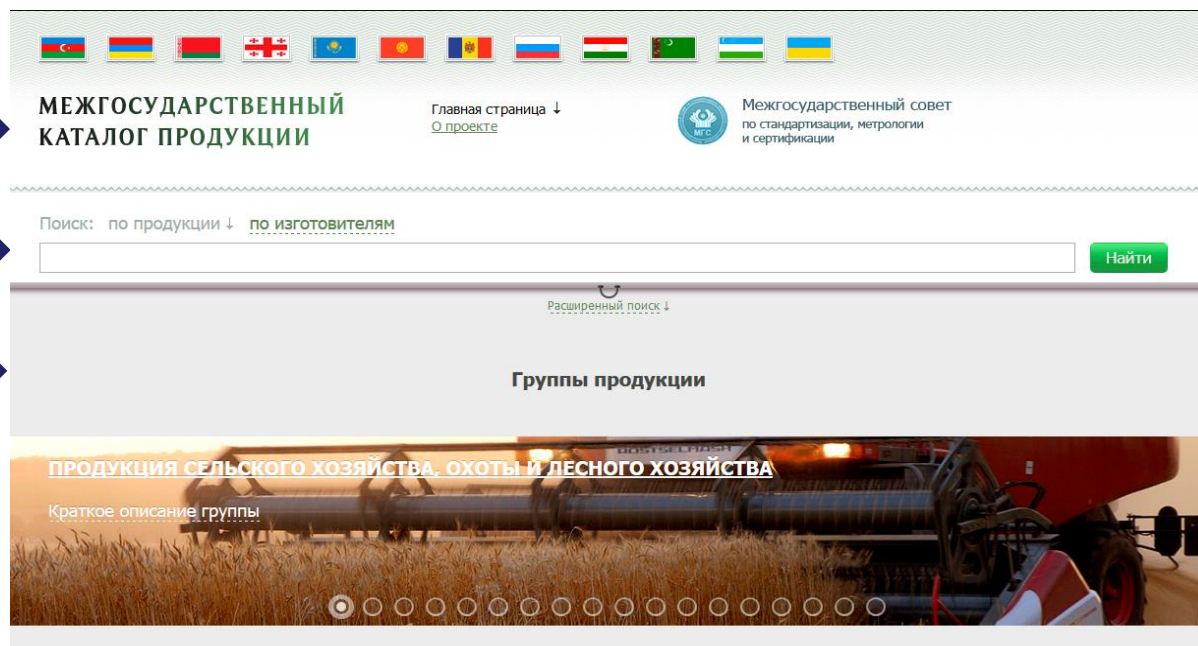 МЕЖГОСУДАРСТВЕННЫЙ
КАТАЛОГ ПРОДУКЦИИ
Главная страница ↓
О проекте
МГС
Межгосударственный совет
по стандартизации, метрологии
и сертификации
Поиск: по продукции ↓ по изготовителям
Найти
Расширенный поиск ↓
Группы продукции
ROSTSELMASH
ПРОДУКЦИЯ СЕЛЬСКОГО ХОЗЯЙСТВА, ОХОТЫ И ЛЕСНОГО ХОЗЯЙСТВА
Краткое описание группы